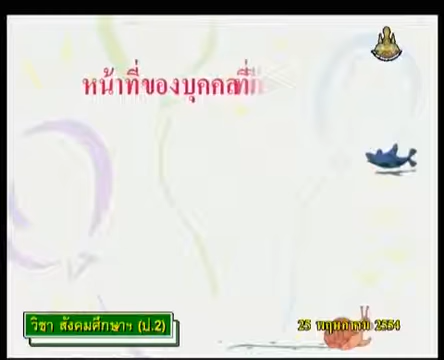 หน้าที่ของบุคคลที่
วิชา สังคมศึกษาฯ (ป.2)
25 พฤษภาคม 2554